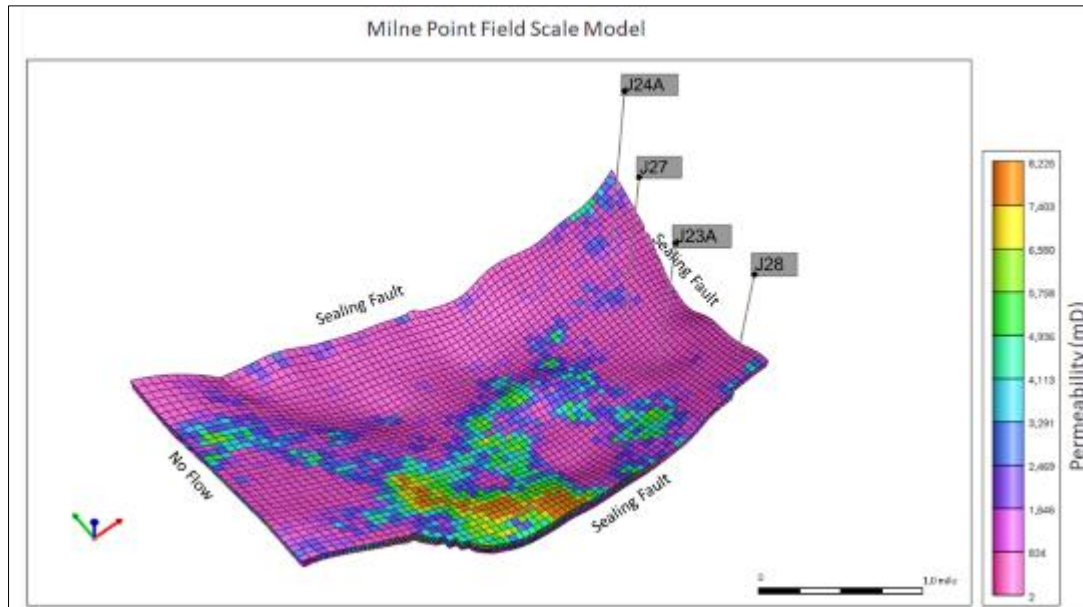 Milne Point Field Scale Model
J24A
J27
J23A
J28
Sealing Fault
Sealing Fault
No Flow
Sealing Fault
0
1.0 mile
8,226
7,403
6,580
5,758
4,936
4,113
3,291
2,469
1,646
824
2
Permeability (mD)